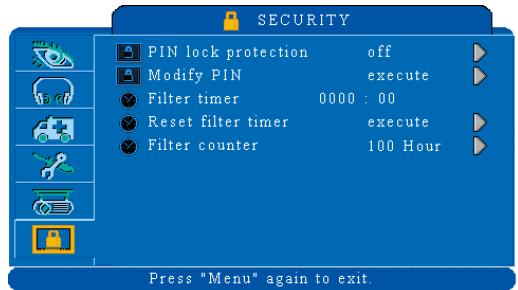 SECURITY
PIN lock protection off
Modify PIN execute
Filter timer 0000 : 00
Reset filter timer execute
Filter counter 100 Hour
Press "Menu" again to exit.